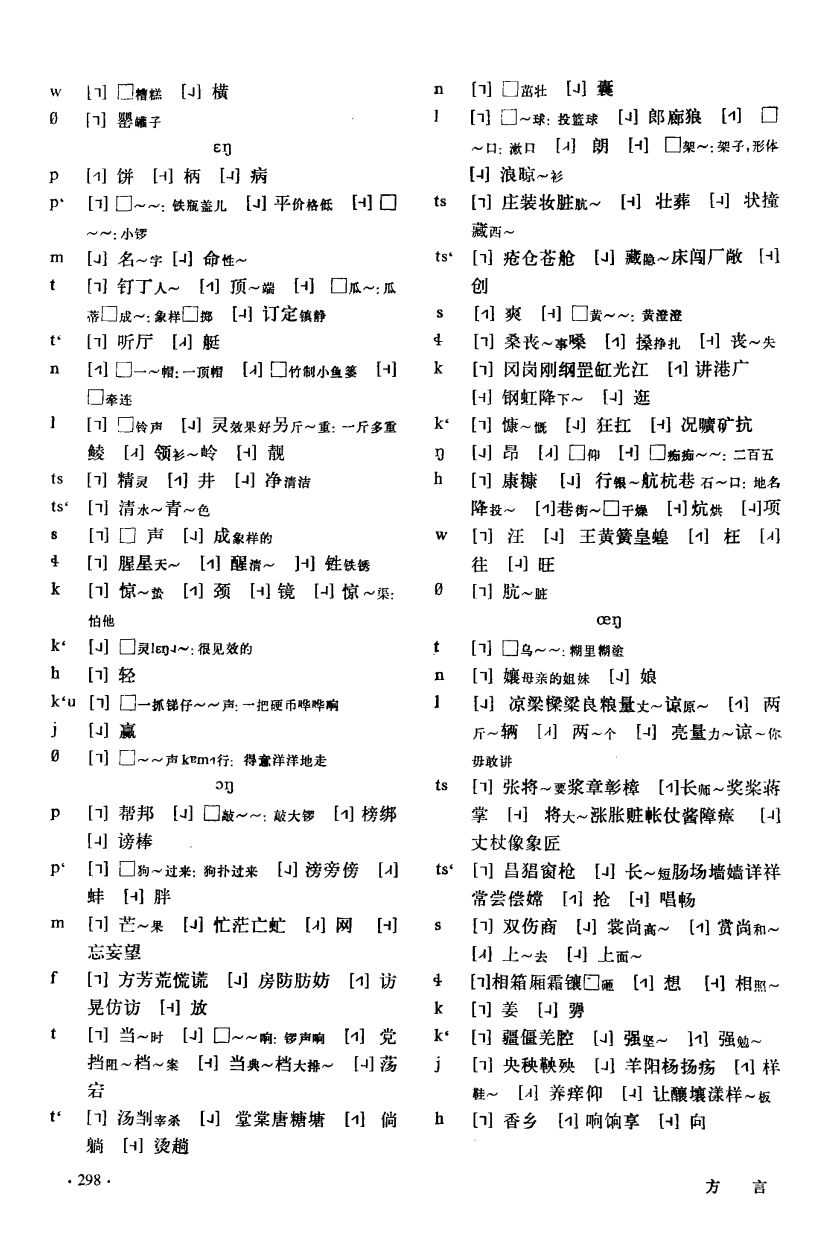 w [˥] □糟糕 [˩] 横
∅ [˥] 罂罐子
ɛŋ
p [˧˥] 饼 [˧] 柄 [˨] 病
pʻ [˥] □~~: 铁瓶盖儿 [˩] 平价格低 [˧] □
~~: 小锣
m [˩] 名~字 [˨] 命性~
t [˥] 钉丁人~ [˧˥] 顶~端 [˧] □瓜~: 瓜
蒂□成~: 象样□掷 [˨] 订定镇静
tʻ [˥] 听厅 [˩˧] 艇
n [˧˥] □一~帽: 一顶帽 [˩˧] □竹制小鱼篓 [˧]
□牵连
l [˥] □铃声 [˩] 灵效果好另斤~重: 一斤多重
鲮 [˩˧] 领衫~岭 [˧] 靓
ts [˥] 精灵 [˧˥] 井 [˨] 净清洁
tsʻ [˥] 清水~青~色
s [˥] □ 声 [˩] 成象样的
ɬ [˥] 腥星天~ [˧˥] 醒清~ [˧] 铿铁锈
k [˥] 惊~蛰 [˧˥] 颈 [˧] 镜 [˨] 惊~渠:
怕他
kʻ [˩] □灵lɛŋ˩~: 很见效的
h [˥] 轻
kʻu [˥] □一抓锑仔~~声: 一把硬币哗哗响
j [˩] 赢
∅ [˥] □~~声kɐm˧˥行: 得意洋洋地走
ɔŋ
p [˥] 帮邦 [˩] □敲~~: 敲大锣 [˧˥] 榜绑
[˨] 谤棒
pʻ [˥] □狗~过来: 狗扑过来 [˩] 滂旁傍 [˩˧]
蚌 [˧] 胖
m [˥] 芒~果 [˩] 忙茫亡虻 [˩˧] 网 [˨]
忘妄望
f [˥] 方芳荒慌谎 [˩] 房防肪妨 [˧˥] 访
晃仿访 [˧] 放
t [˥] 当~时 [˩] □~~响: 锣声响 [˧˥] 党
挡阻~档~案 [˧] 当典~档大排~ [˨] 荡
宕
tʻ [˥] 汤劏宰杀 [˩] 堂棠唐糖塘 [˧˥] 倘
躺 [˧] 烫趟
·298·
n [˥] □茁壮 [˩] 囊
l [˥] □~球: 投篮球 [˩] 郎廊狼 [˧˥] □
~口: 漱口 [˩˧] 朗 [˧] □架~: 架子,形体
[˨] 浪晾~衫
ts [˥] 庄装妆脏肮~ [˧] 壮葬 [˨] 状撞
藏西~
tsʻ [˥] 疮仓苍舱 [˩] 藏隐~床闯厂敞 [˧]
创
s [˧˥] 爽 [˧] □黄~~: 黄澄澄
ɬ [˥] 桑丧~事嗓 [˧˥] 搡挣扎 [˧] 丧~失
k [˥] 冈岗刚纲罡缸光江 [˧˥] 讲港广
[˧] 钢虹降下~ [˨] 逛
kʻ [˥] 慷~慨 [˩] 狂扛 [˧] 况曠矿抗
ŋ [˩] 昂 [˩˧] □仰 [˨] □痴痴~~: 二百五
h [˥] 康糠 [˩] 行银~航杭巷 石~口: 地名
降投~ [˧˥]巷街~□干燥 [˧]炕烘 [˨]项
w [˥] 汪 [˩] 王黄簧皇蝗 [˧˥] 枉 [˩˧]
往 [˨] 旺
∅ [˥] 肮~脏
œŋ
t [˥] □乌~~: 糊里糊塗
n [˥] 孃母亲的姐妹 [˩] 娘
l [˩] 凉梁樑粱良粮量丈~谅原~ [˧˥] 两
斤~辆 [˩˧] 两~个 [˨] 亮量力~谅~你
毋敢讲
ts [˥] 张将~要浆章彰樟 [˧˥]长师~奖桨蒋
掌 [˧] 将大~涨胀赃帐仗酱障瘴 [˨]
丈杖像象匠
tsʻ [˥] 昌猖窗枪 [˩] 长~短肠场墙嫱详祥
常尝偿嫦 [˧˥] 抢 [˧] 唱畅
s [˥] 双伤商 [˩] 裳尚高~ [˧˥] 赏尚和~
[˩˧] 上~去 [˨] 上面~
ɬ [˥]相箱厢霜镶□砸 [˧˥] 想 [˧] 相照~
k [˥] 姜 [˩] 勥
kʻ [˥] 疆僵羌腔 [˩] 强坚~ [˧˥] 强勉~
j [˥] 央秧鞅殃 [˩] 羊阳杨扬疡 [˧˥] 样
鞋~ [˩˧] 养痒仰 [˨] 让釀壤漾样~板
h [˥] 香乡 [˧˥] 响饷享 [˧] 向
方 言